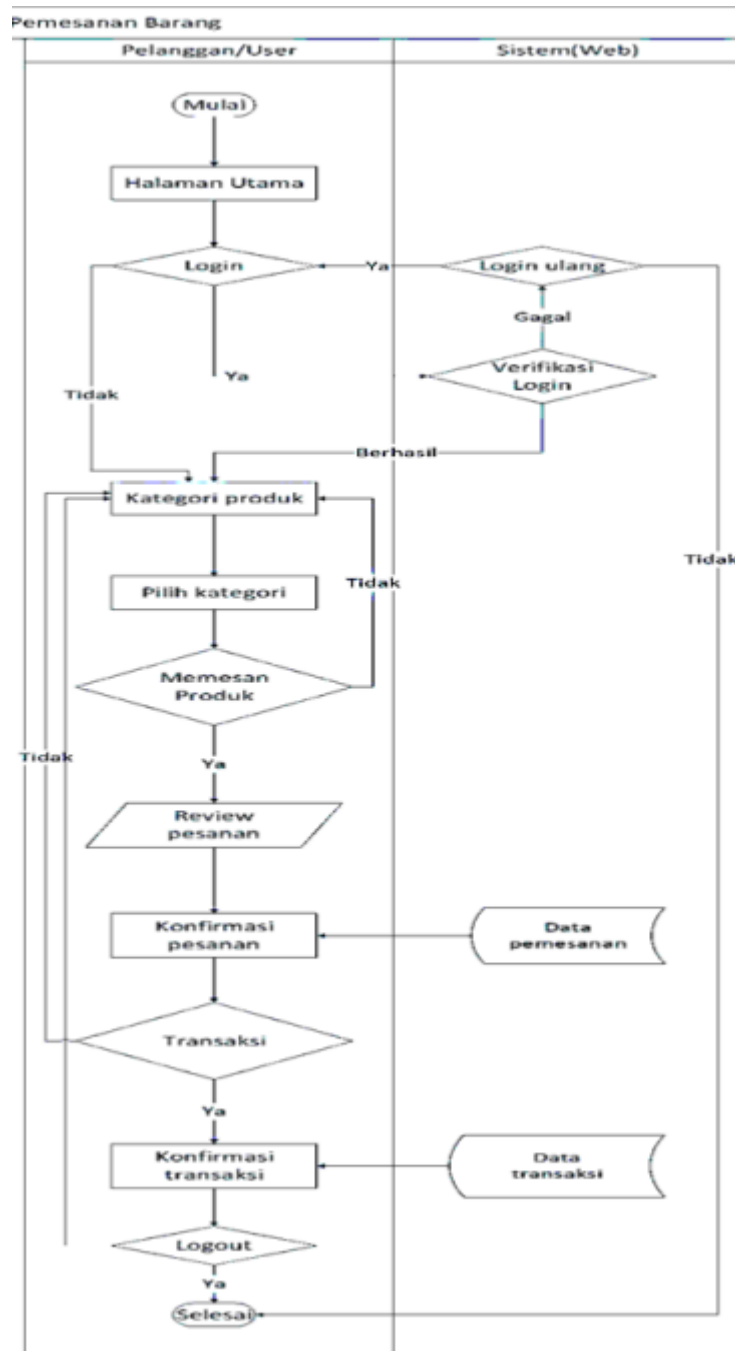 Pemesanan Barang
Pelanggan/User
Sistem(Web)
Mulai
Halaman Utama
Login
Ya
Login ulang
Gagal
Ya
Verifikasi
Login
Tidak
Berhasil
Kategori produk
Tidak
Pilih kategori
Tidak
Memesan
Produk
Tidak
Ya
Review
pesanan
Konfirmasi
pesanan
Data
pemesanan
Transaksi
Ya
Konfirmasi
transaksi
Data
transaksi
Logout
Ya
Selesai